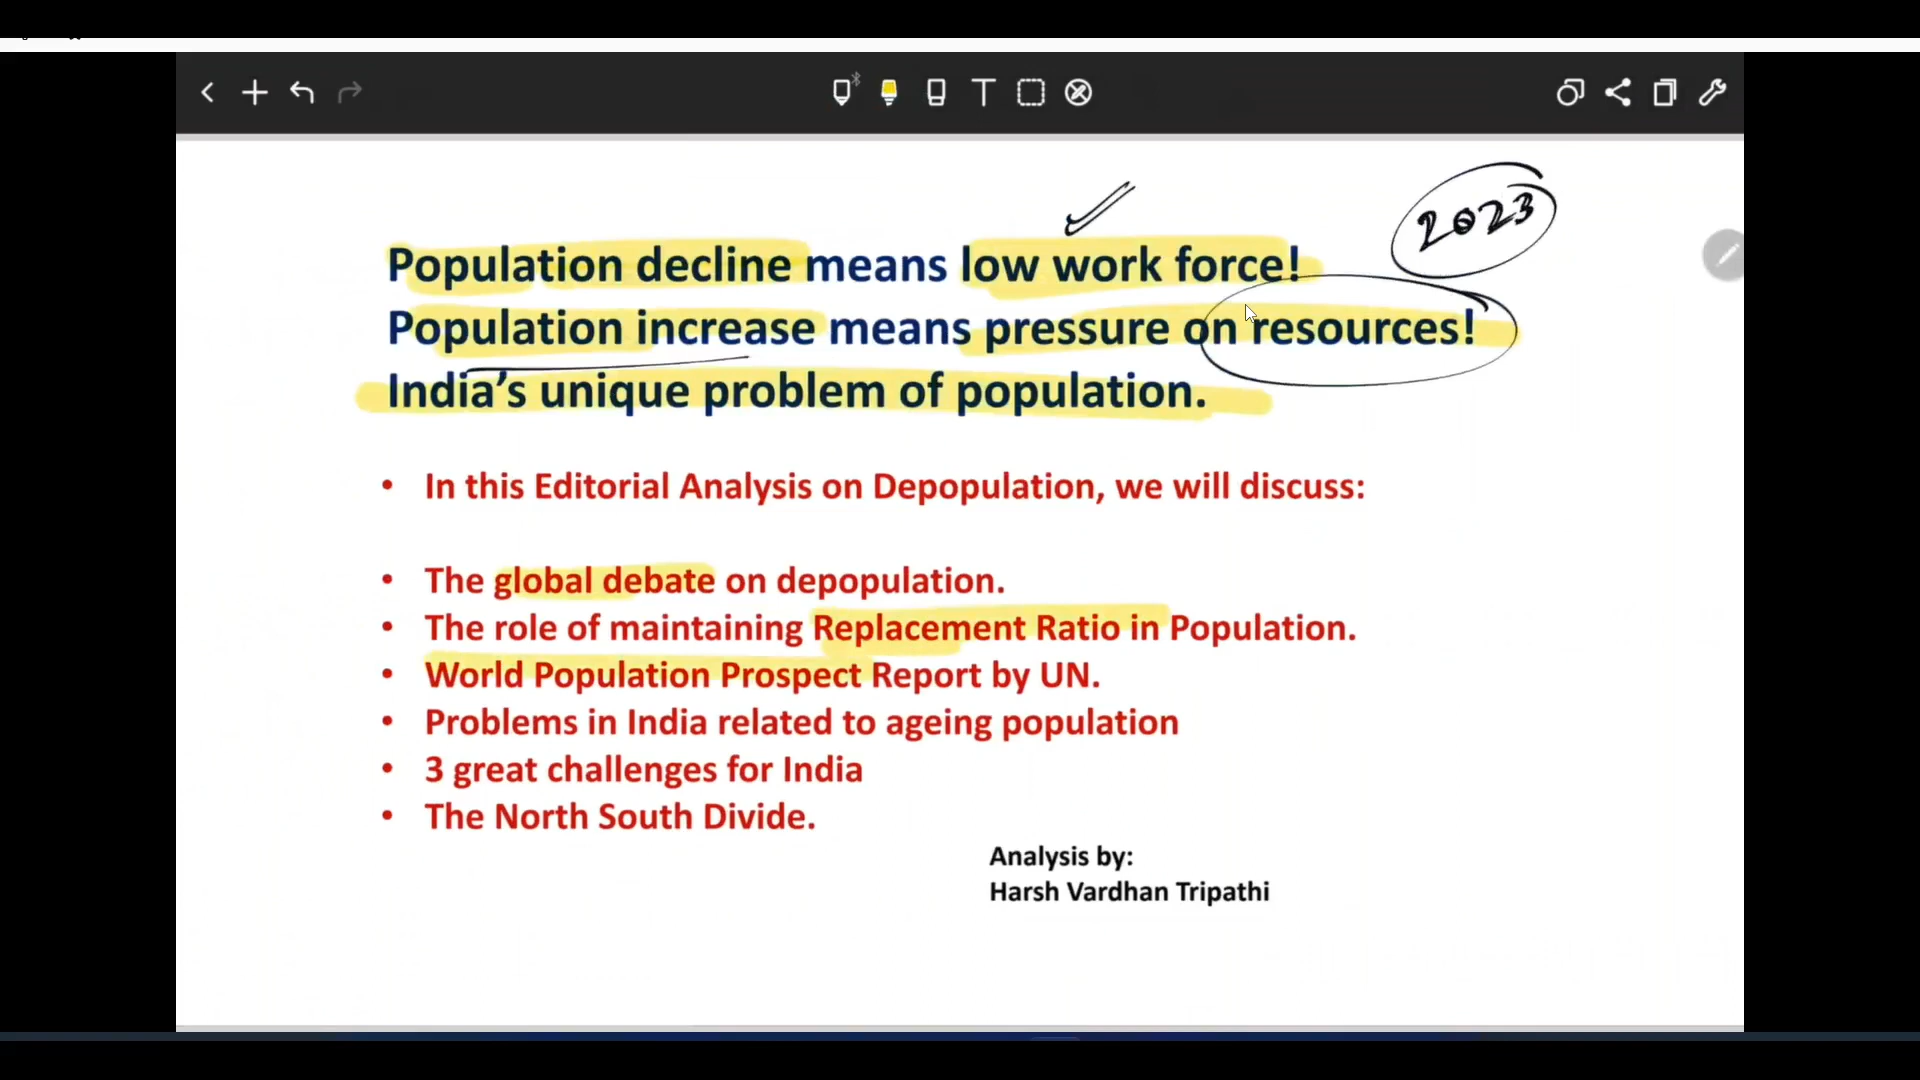 2023
Population decline means low work force!
Population increase means pressure on resources!
India's unique problem of population.
• In this Editorial Analysis on Depopulation, we will discuss:
• The global debate on depopulation.
• The role of maintaining Replacement Ratio in Population.
• World Population Prospect Report by UN.
• Problems in India related to ageing population
• 3 great challenges for India
• The North South Divide.
Analysis by:
Harsh Vardhan Tripathi